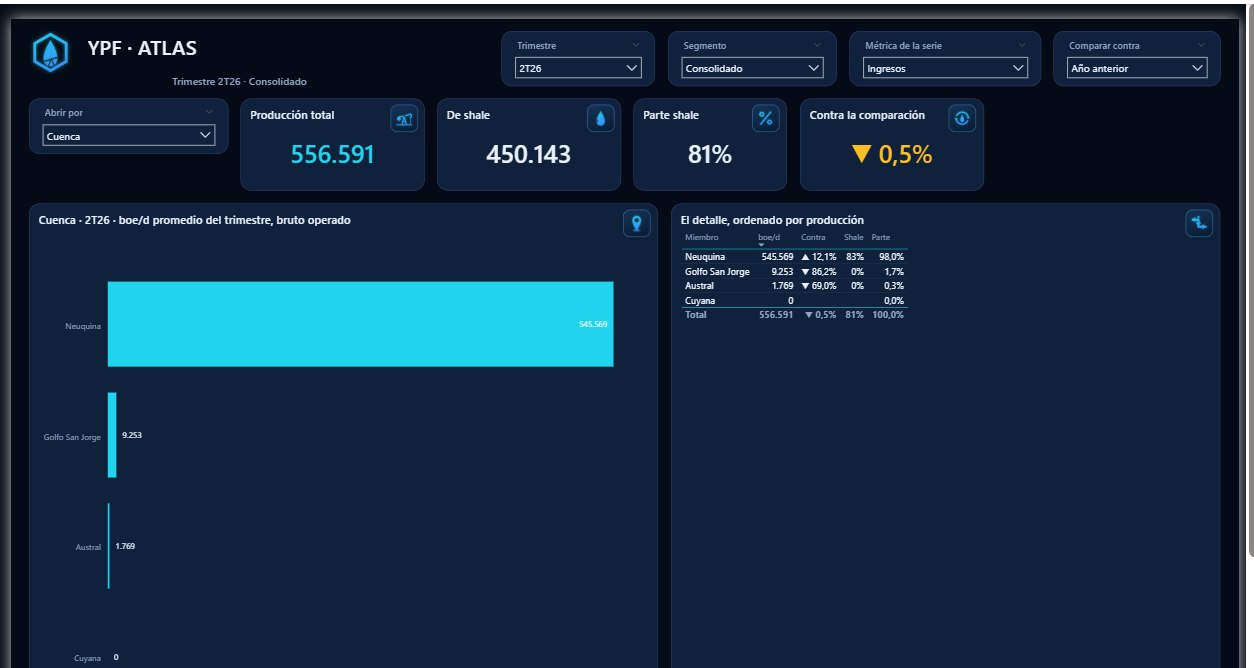 YPF · ATLAS
Trimestre 2T26 · Consolidado
Trimestre
2T26
Segmento
Consolidado
Métrica de la serie
Ingresos
Comparar contra
Año anterior
Abrir por
Cuenca
Producción total
556.591
De shale
450.143
Parte shale
81%
Contra la comparación
▼ 0,5%
Cuenca · 2T26 · boe/d promedio del trimestre, bruto operado
Neuquina 545.569
Golfo San Jorge 9.253
Austral 1.769
Cuyana 0
El detalle, ordenado por producción
Miembro boe/d Contra Shale Parte
Neuquina 545.569 ▲ 12,1% 83% 98,0%
Golfo San Jorge 9.253 ▼ 86,2% 0% 1,7%
Austral 1.769 ▼ 69,0% 0% 0,3%
Cuyana 0 0,0%
Total 556.591 ▼ 0,5% 81% 100,0%